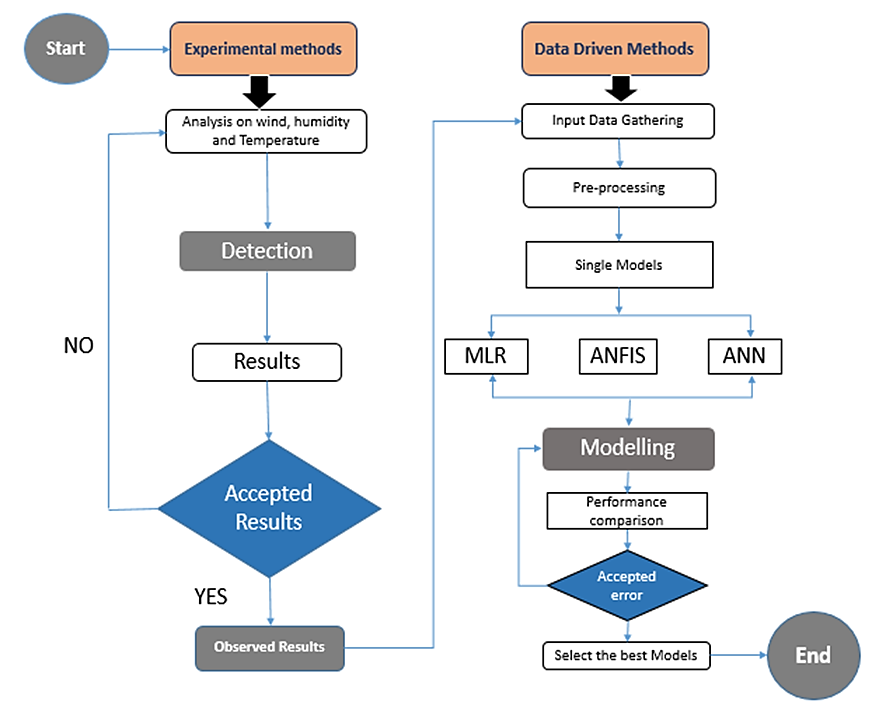 Start
Experimental methods
Analysis on wind, humidity
and Temperature
Detection
Results
NO
Accepted
Results
YES
Observed Results
Data Driven Methods
Input Data Gathering
Pre-processing
Single Models
MLR
ANFIS
ANN
Modelling
Performance
comparison
Accepted
error
Select the best Models
End